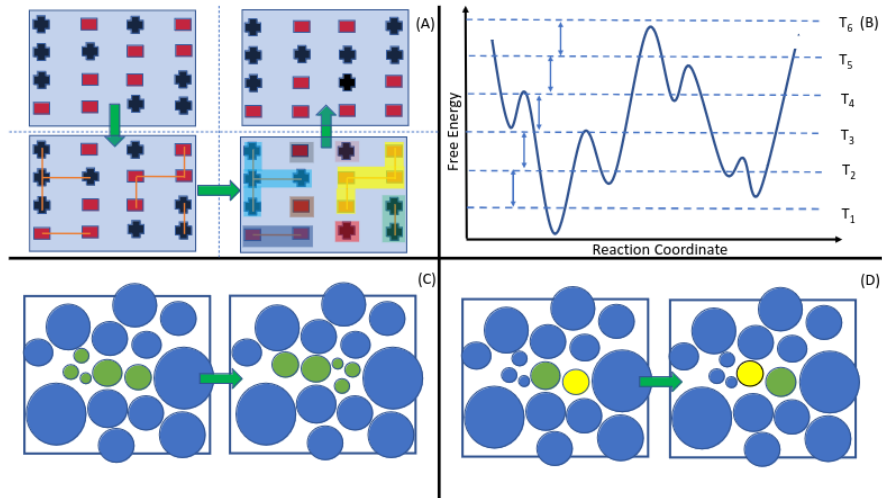 (A)
(B)
T6
T5
T4
T3
T2
T1
Free Energy
Reaction Coordinate
(C)
(D)